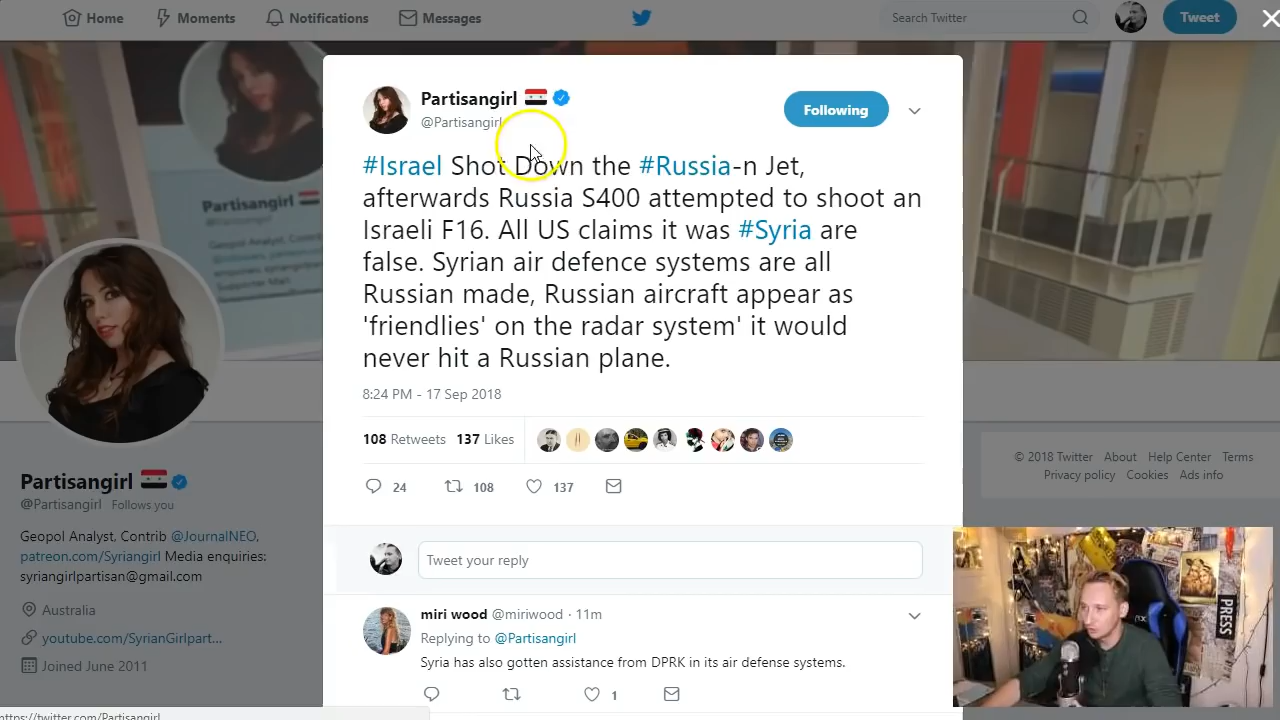 Home
Moments
Notifications
Messages
Search Twitter
Tweet
Partisangirl
@Partisangirl
Following
#Israel Shot Down the #Russia-n Jet,
afterwards Russia S400 attempted to shoot an
Israeli F16. All US claims it was #Syria are
false. Syrian air defence systems are all
Russian made, Russian aircraft appear as
'friendlies' on the radar system' it would
never hit a Russian plane.
8:24 PM - 17 Sep 2018
108 Retweets 137 Likes
24 108 137
Tweet your reply
miri wood @miriwood · 11m
Replying to @Partisangirl
Syria has also gotten assistance from DPRK in its air defense systems.
1
Partisangirl
Geopol Analyst, Contrib
Partisangirl
@Partisangirl Follows you
Geopol Analyst, Contrib @JournalNEO,
patreon.com/Syriangirl Media enquiries:
syriangirlpartisan@gmail.com
Australia
youtube.com/SyrianGirlpart...
Joined June 2011
https://twitter.com/Partisangirl
© 2018 Twitter About Help Center Terms
Privacy policy Cookies Ads info
PRESS